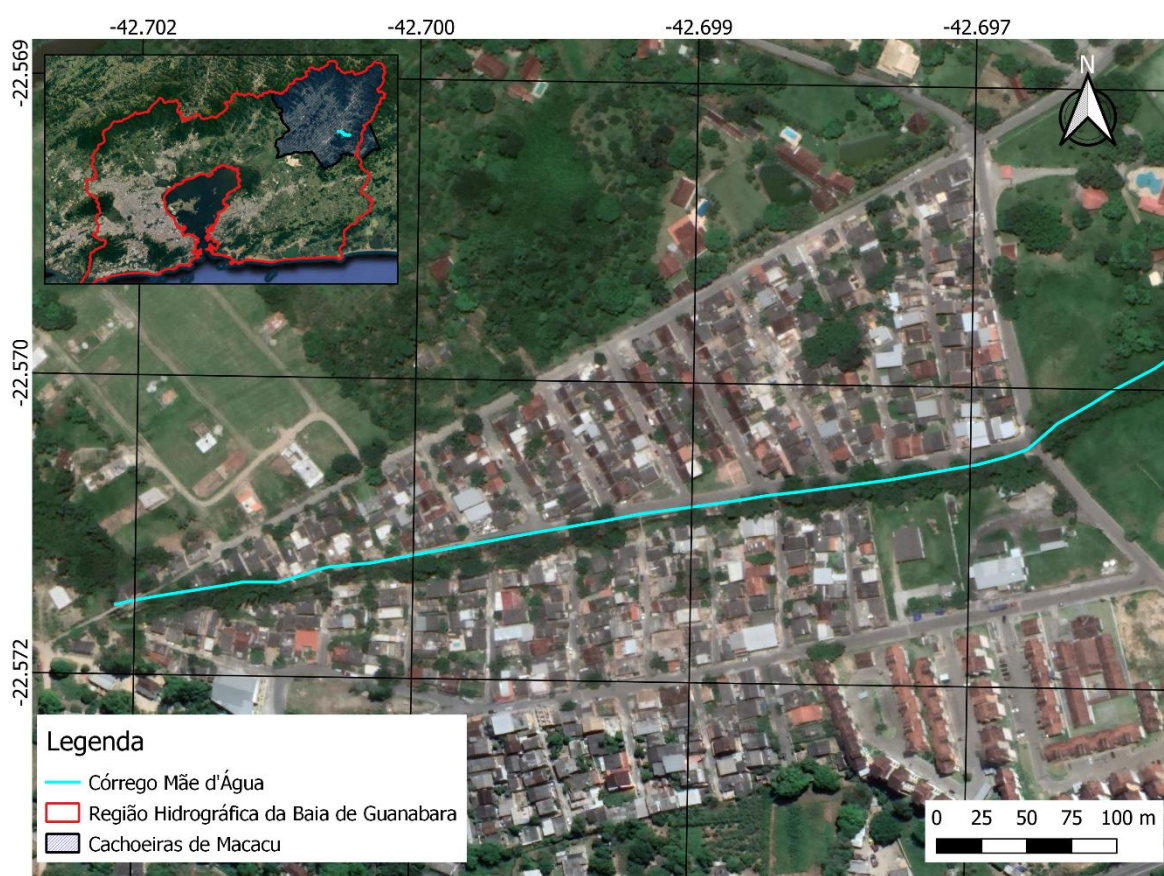 -42.702 -42.700 -42.699 -42.697
-22.569
N
-22.570
-22.572
Legenda
Córrego Mãe d'Água
Região Hidrográfica da Baia de Guanabara
Cachoeiras de Macacu
0 25 50 75 100 m